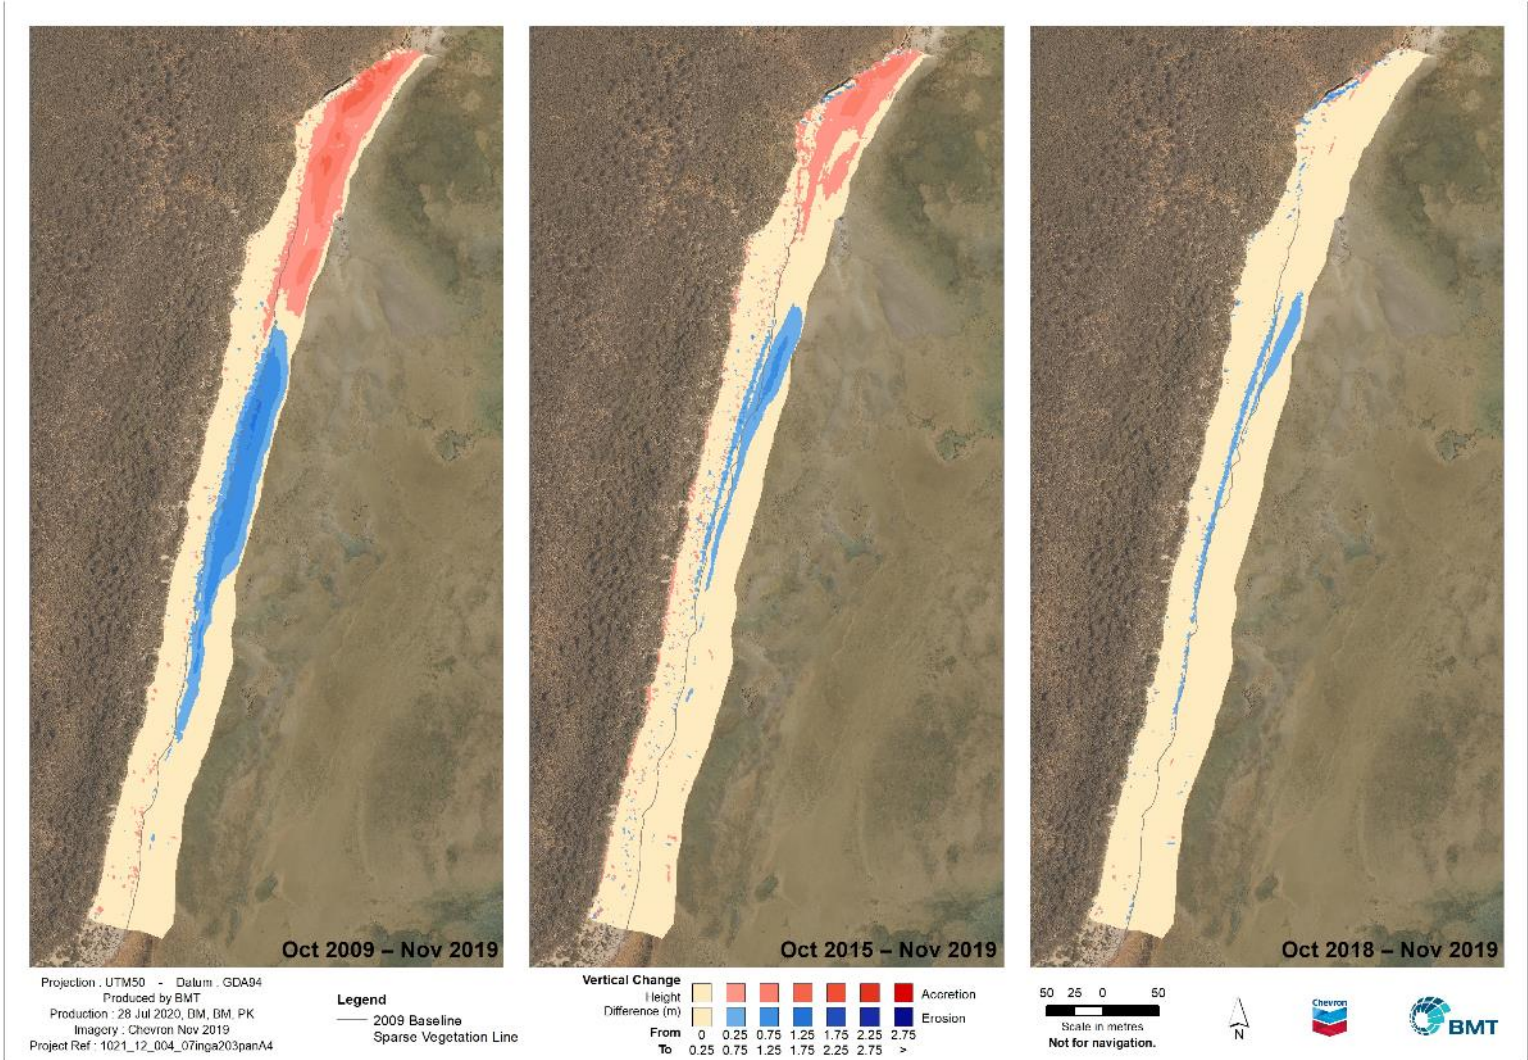 Oct 2009 – Nov 2019
Oct 2015 – Nov 2019
Oct 2018 – Nov 2019
Projection : UTM50 - Datum : GDA94
Produced by BMT
Production : 28 Jul 2020, BM, BM, PK
Imagery : Chevron Nov 2019
Project Ref : 1021_12_004_07inga203panA4
Legend
2009 Baseline
Sparse Vegetation Line
Vertical Change
Height
Difference (m)
Accretion
Erosion
From 0 0.25 0.75 1.25 1.75 2.25 2.75
To 0.25 0.75 1.25 1.75 2.25 2.75 >
50 25 0 50
Scale in metres
Not for navigation.
N
Chevron
BMT